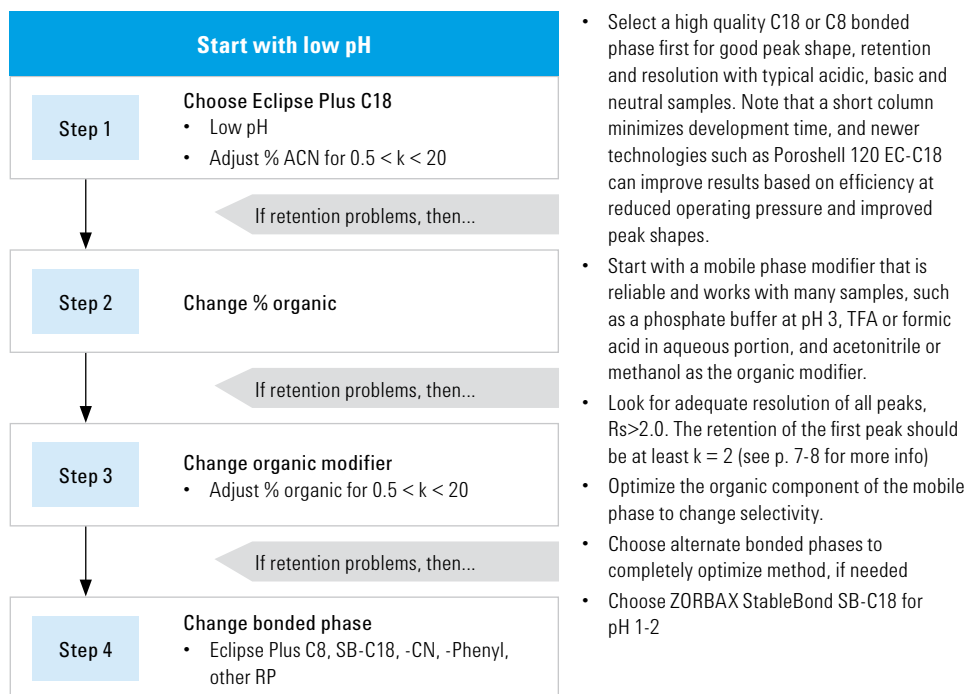 Start with low pH
Step 1
Choose Eclipse Plus C18
• Low pH
• Adjust % ACN for 0.5 < k < 20
If retention problems, then...
Step 2
Change % organic
If retention problems, then...
Step 3
Change organic modifier
• Adjust % organic for 0.5 < k < 20
If retention problems, then...
Step 4
Change bonded phase
• Eclipse Plus C8, SB-C18, -CN, -Phenyl,
other RP
• Select a high quality C18 or C8 bonded
phase first for good peak shape, retention
and resolution with typical acidic, basic and
neutral samples. Note that a short column
minimizes development time, and newer
technologies such as Poroshell 120 EC-C18
can improve results based on efficiency at
reduced operating pressure and improved
peak shapes.
• Start with a mobile phase modifier that is
reliable and works with many samples, such
as a phosphate buffer at pH 3, TFA or formic
acid in aqueous portion, and acetonitrile or
methanol as the organic modifier.
• Look for adequate resolution of all peaks,
Rs>2.0. The retention of the first peak should
be at least k = 2 (see p. 7-8 for more info)
• Optimize the organic component of the mobile
phase to change selectivity.
• Choose alternate bonded phases to
completely optimize method, if needed
• Choose ZORBAX StableBond SB-C18 for
pH 1-2